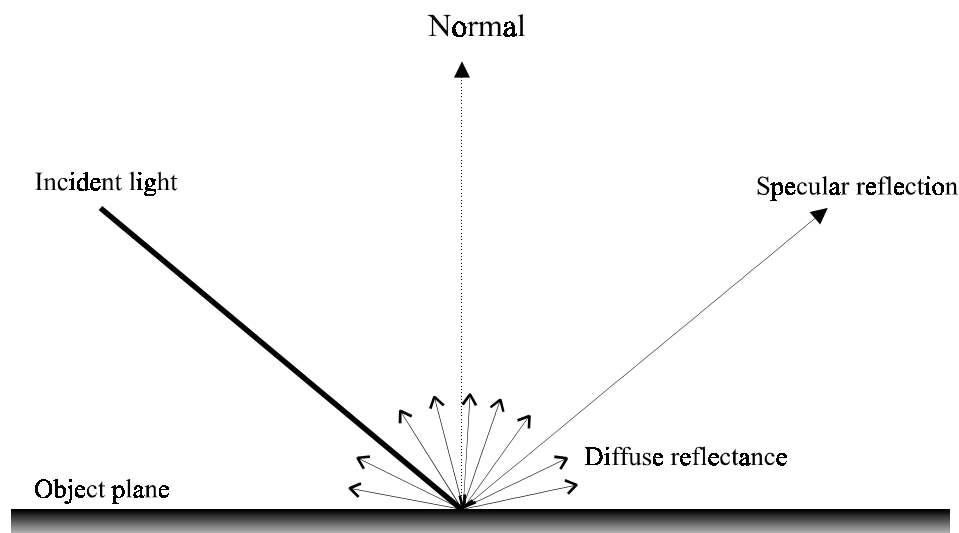 Normal
Incident light
Specular reflection
Diffuse reflectance
Object plane